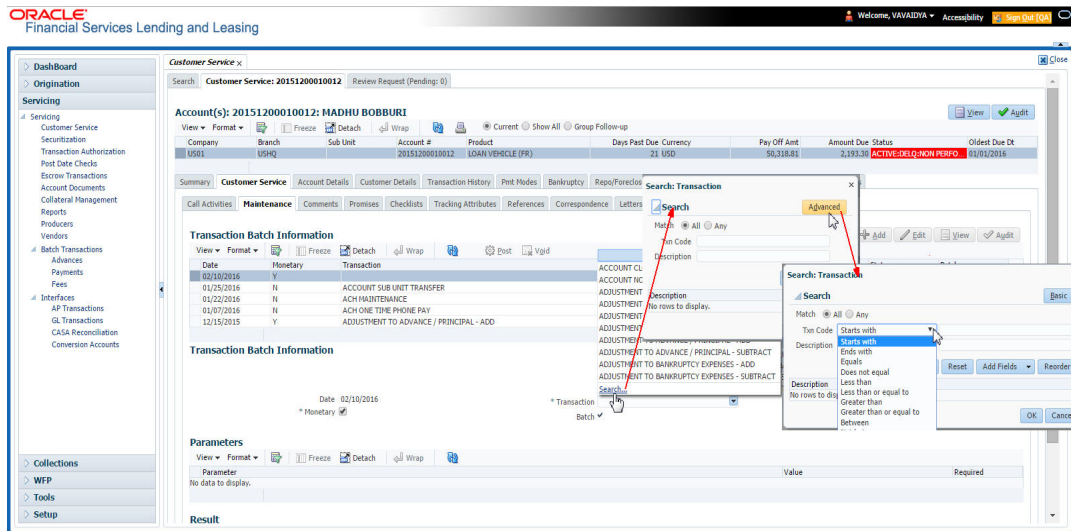 ORACLE
Financial Services Lending and Leasing
Welcome, VAVAIDYA Accessibility Sign Out [QA]
Close
DashBoard
Origination
Servicing
Servicing
Customer Service
Securitization
Transaction Authorization
Post Date Checks
Escrow Transactions
Account Documents
Collateral Management
Reports
Producers
Vendors
Batch Transactions
Advances
Payments
Fees
Interfaces
AP Transactions
GL Transactions
CASA Reconciliation
Conversion Accounts
Collections
WFP
Tools
Setup
Customer Service x
Search Customer Service: 20151200010012 Review Request (Pending: 0)
Account(s): 20151200010012: MADHU BOBBURI
View Audit
View Format Freeze Detach Wrap Current Show All Group Follow-up
Company Branch Sub Unit Account # Product Days Past Due Currency Pay Off Amt Amount Due Status Oldest Due Dt
US01 USHQ 20151200010012 LOAN VEHICLE (FR) 21 USD 50,318.81 2,193.30 ACTIVE:DELQ:NON PERFO... 01/01/2016
Summary Customer Service Account Details Customer Details Transaction History Pmt Modes Bankruptcy Repo/Foreclos
Call Activities Maintenance Comments Promises Checklists Tracking Attributes References Correspondence Letters
Transaction Batch Information
Add Edit View Audit
View Format Freeze Detach Wrap Post Void
Date Monetary Transaction
02/10/2016 Y
01/25/2016 N ACCOUNT SUB UNIT TRANSFER
01/22/2016 N ACH MAINTENANCE
01/07/2016 N ACH ONE TIME PHONE PAY
12/15/2015 Y ADJUSTMENT TO ADVANCE / PRINCIPAL - ADD
Transaction Batch Information
Date 02/10/2016
* Monetary
* Transaction
Batch
ACCOUNT CL
ACCOUNT NC
ADJUSTMENT
ADJUSTMENT
ADJUSTMENT
ADJUSTMENT
ADJUSTMENT TO ADVANCE / PRINCIPAL - ADD
ADJUSTMENT TO ADVANCE / PRINCIPAL - SUBTRACT
ADJUSTMENT TO BANKRUPTCY EXPENSES - ADD
ADJUSTMENT TO BANKRUPTCY EXPENSES - SUBTRACT
Search...
Search: Transaction x
Search Advanced
Match All Any
Txn Code
Description
Description
No rows to display.
Search: Transaction
Search Basic
Match All Any
Txn Code Starts with
Description
Starts with
Ends with
Equals
Does not equal
Less than
Less than or equal to
Greater than
Greater than or equal to
Between
Reset Add Fields Reorder
Description
No rows to disp
OK Cance
Parameters
View Format Freeze Detach Wrap
Parameter Value Required
No data to display.
Result